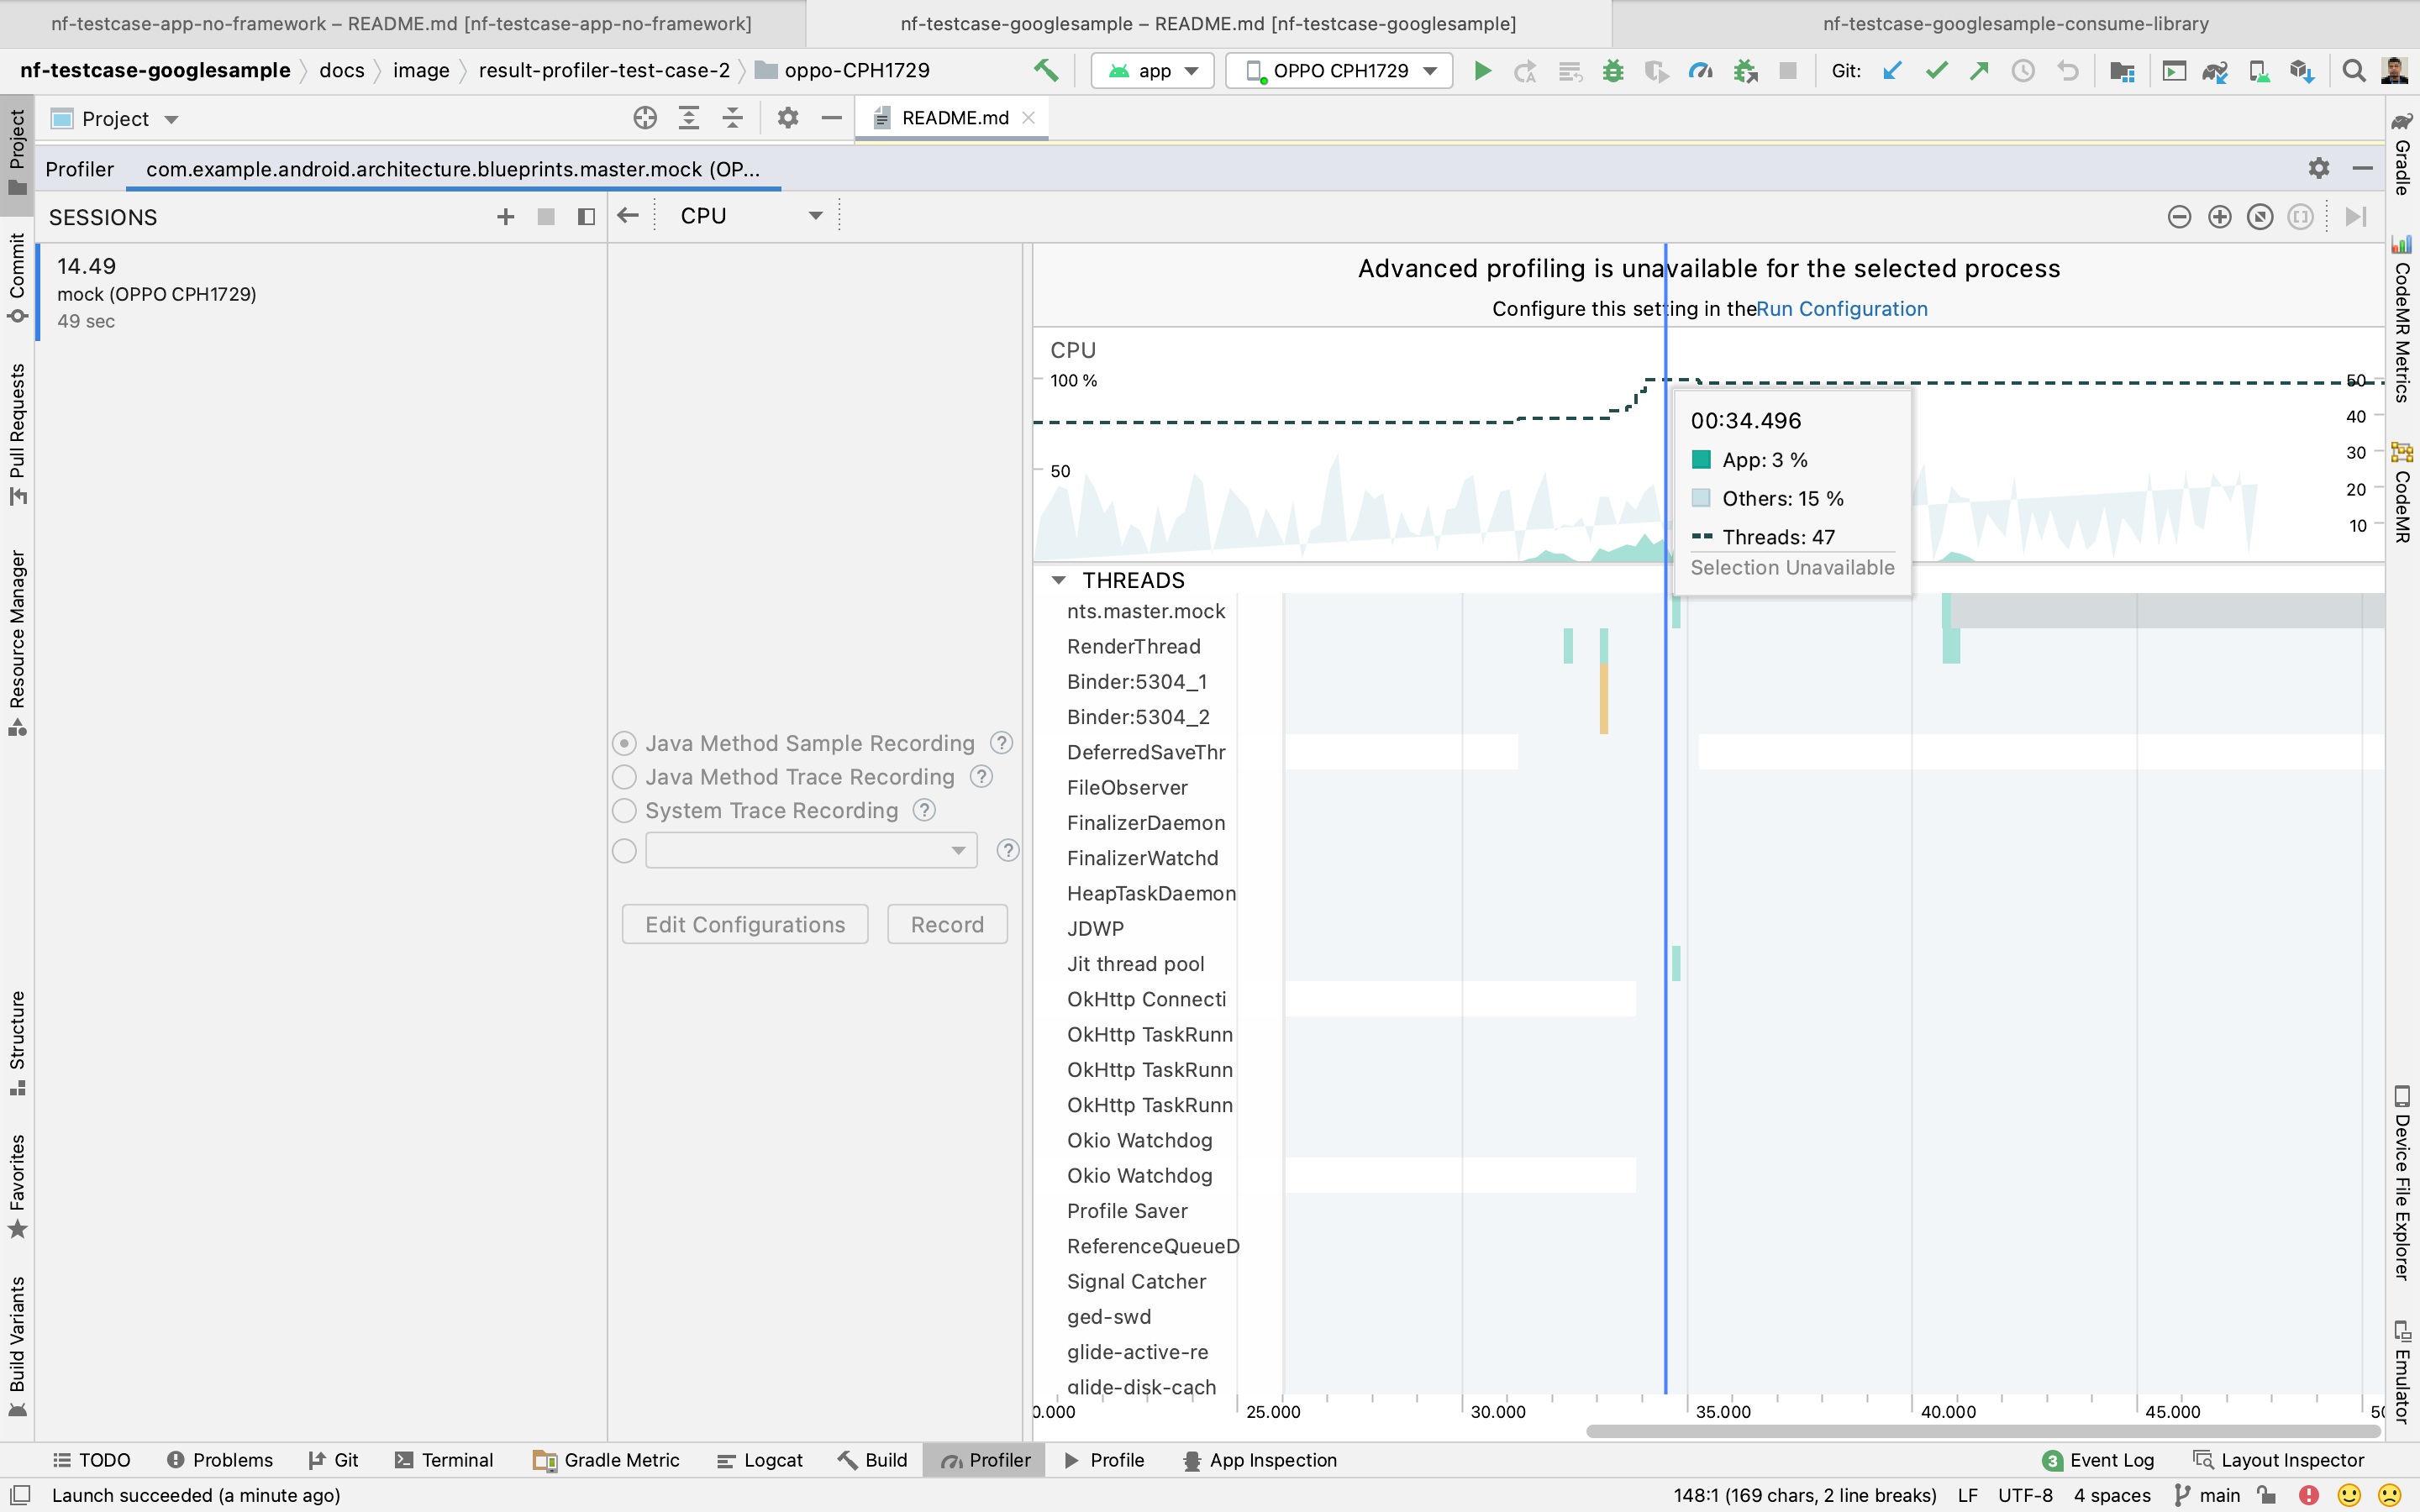 nf-testcase-app-no-framework – README.md [nf-testcase-app-no-framework]
nf-testcase-googlesample – README.md [nf-testcase-googlesample]
nf-testcase-googlesample-consume-library
nf-testcase-googlesample
docs
image
result-profiler-test-case-2
oppo-CPH1729
app
OPPO CPH1729
Git:
Project
README.md
Profiler
com.example.android.architecture.blueprints.master.mock (OP...
SESSIONS
CPU
14.49
mock (OPPO CPH1729)
49 sec
Java Method Sample Recording
Java Method Trace Recording
System Trace Recording
Edit Configurations
Record
Advanced profiling is unavailable for the selected process
Configure this setting in theRun Configuration
CPU
100 %
50
50
40
30
20
10
00:34.496
App: 3 %
Others: 15 %
Threads: 47
Selection Unavailable
THREADS
nts.master.mock
RenderThread
Binder:5304_1
Binder:5304_2
DeferredSaveThr
FileObserver
FinalizerDaemon
FinalizerWatchd
HeapTaskDaemon
JDWP
Jit thread pool
OkHttp Connecti
OkHttp TaskRunn
OkHttp TaskRunn
OkHttp TaskRunn
Okio Watchdog
Okio Watchdog
Profile Saver
ReferenceQueueD
Signal Catcher
ged-swd
glide-active-re
glide-disk-cach
0.000
25.000
30.000
35.000
40.000
45.000
50
Project
Commit
Pull Requests
Resource Manager
Structure
Favorites
Build Variants
Gradle
CodeMR Metrics
CodeMR
Device File Explorer
Emulator
TODO
Problems
Git
Terminal
Gradle Metric
Logcat
Build
Profiler
Profile
App Inspection
3 Event Log
Layout Inspector
Launch succeeded (a minute ago)
148:1 (169 chars, 2 line breaks)
LF
UTF-8
4 spaces
main